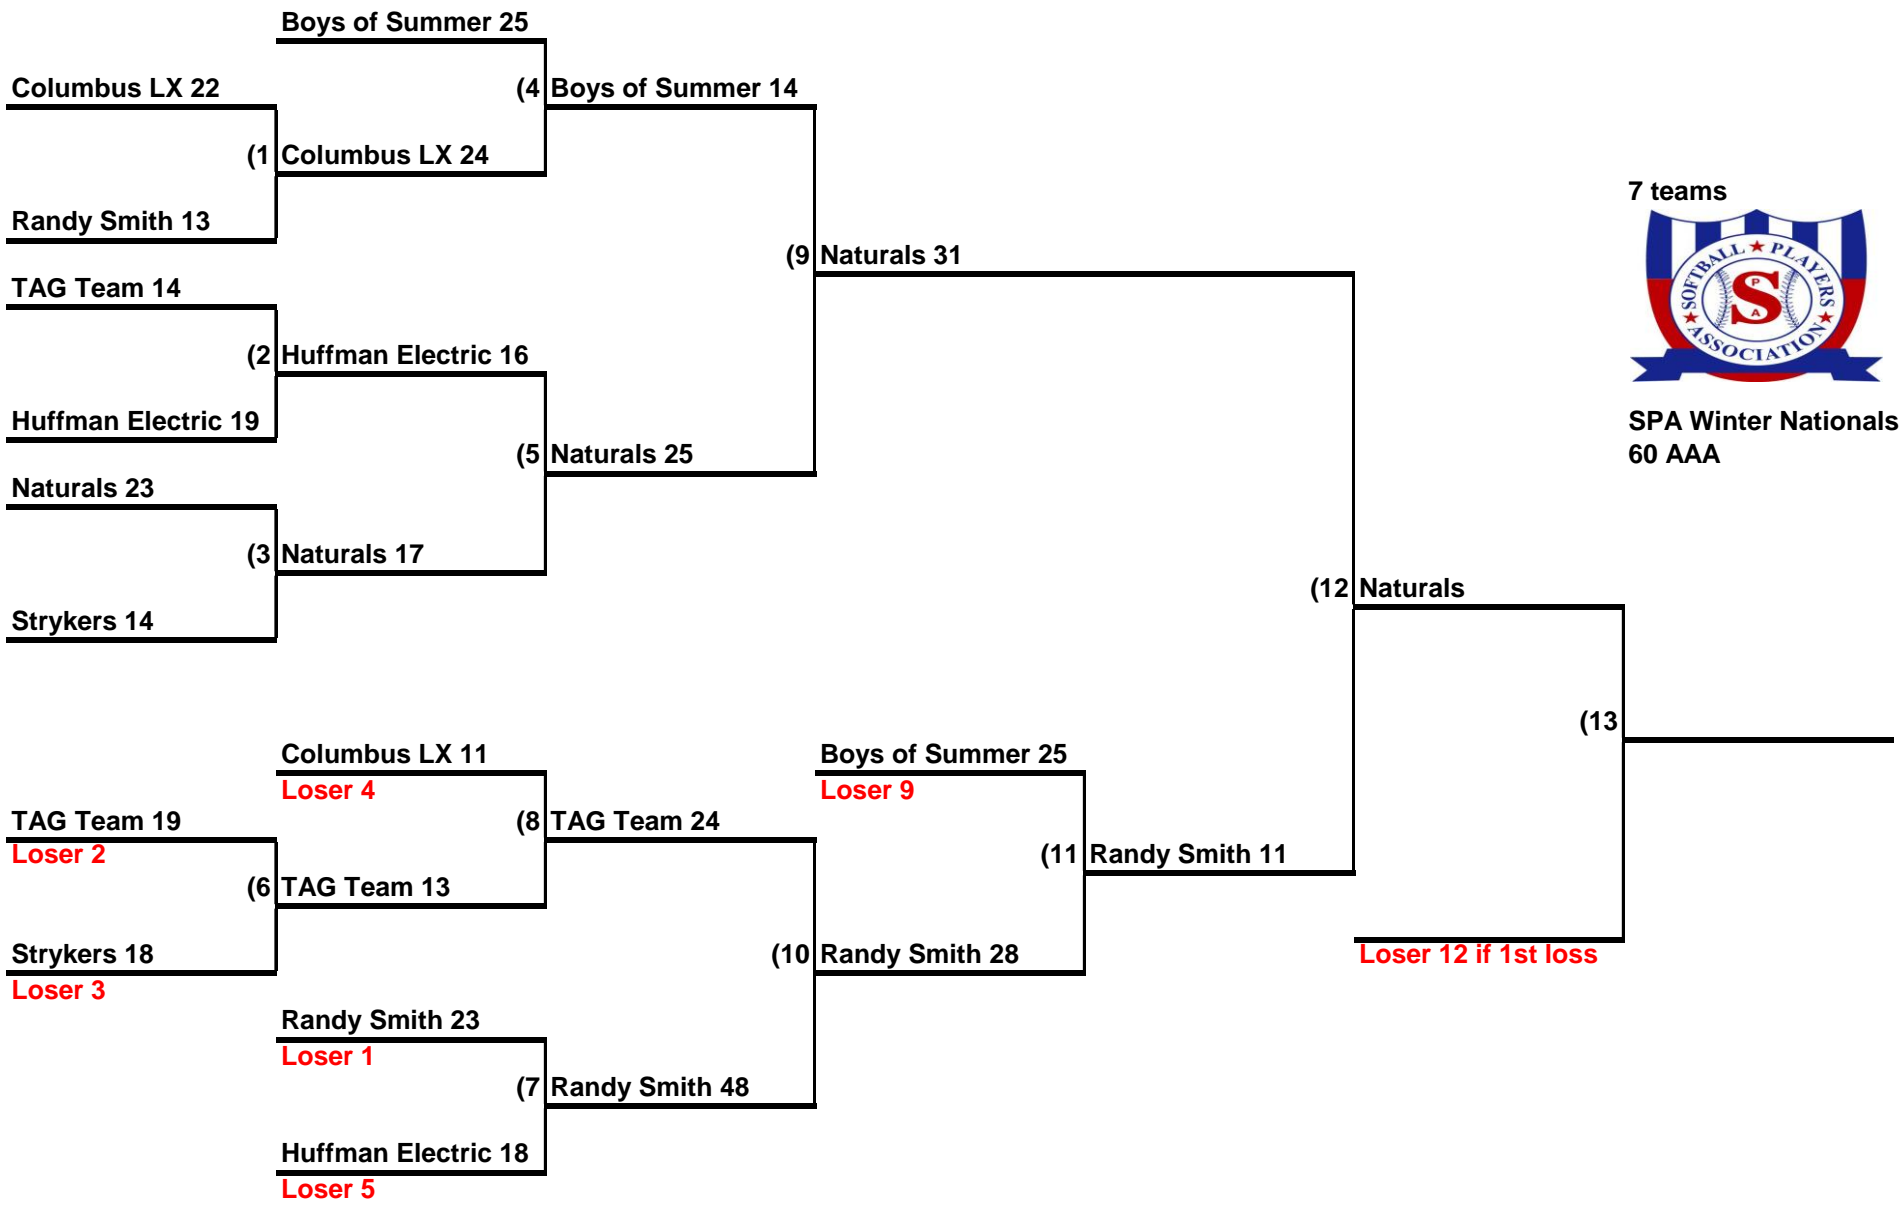 Boys of Summer 25
Columbus LX 22
(4 Boys of Summer 14
(1 Columbus LX 24
7 teams
Randy Smith 13
(9 Naturals 31
SOFTBALL ★ PLAYERS ★ ASSOCIATION ★
P
S
A
TAG Team 14
(2 Huffman Electric 16
Huffman Electric 19
SPA Winter Nationals
60 AAA
(5 Naturals 25
Naturals 23
(3 Naturals 17
(12 Naturals
Strykers 14
(13
Columbus LX 11
Loser 4
Boys of Summer 25
Loser 9
TAG Team 19
Loser 2
(8 TAG Team 24
(11 Randy Smith 11
(6 TAG Team 13
Strykers 18
Loser 3
(10 Randy Smith 28
Loser 12 if 1st loss
Randy Smith 23
Loser 1
(7 Randy Smith 48
Huffman Electric 18
Loser 5